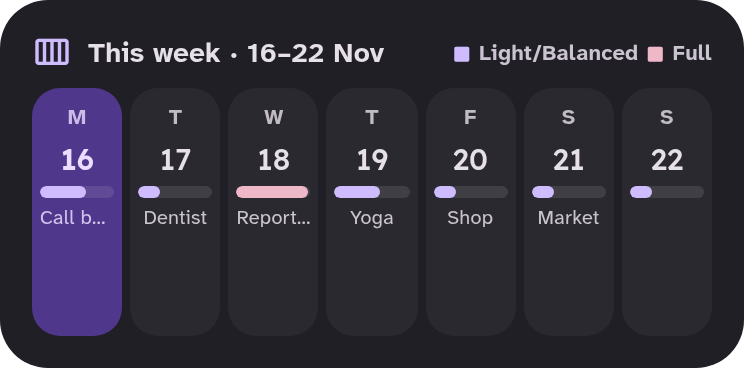 This week · 16–22 Nov
Light/Balanced Full
M T W T F S S
16 17 18 19 20 21 22
Call b... Dentist Report... Yoga Shop Market